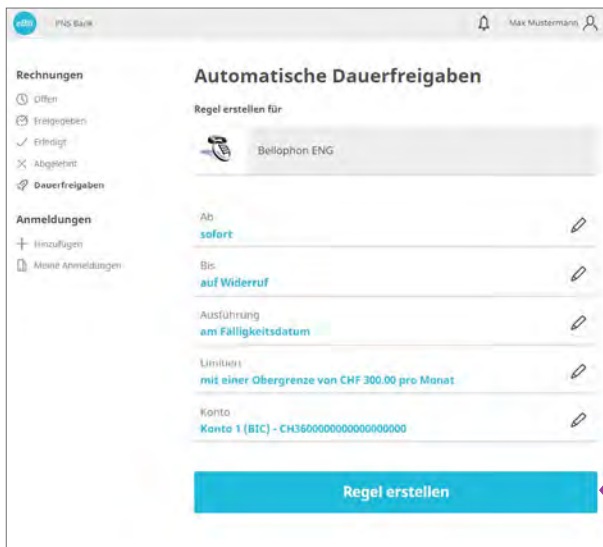 eBill
PNS Bank
Max Mustermann
Rechnungen
Offen
Freigegeben
Erledigt
Abgelehnt
Dauerfreigaben
Anmeldungen
Hinzufügen
Meine Anmeldungen
Automatische Dauerfreigaben
Regel erstellen für
Bellophon ENG
Ab
sofort
Bis
auf Widerruf
Ausführung
am Fälligkeitsdatum
Limitien
mit einer Obergrenze von CHF 300.00 pro Monat
Konto
Konto 1 (BIC) - CH3600000000000000000
Regel erstellen